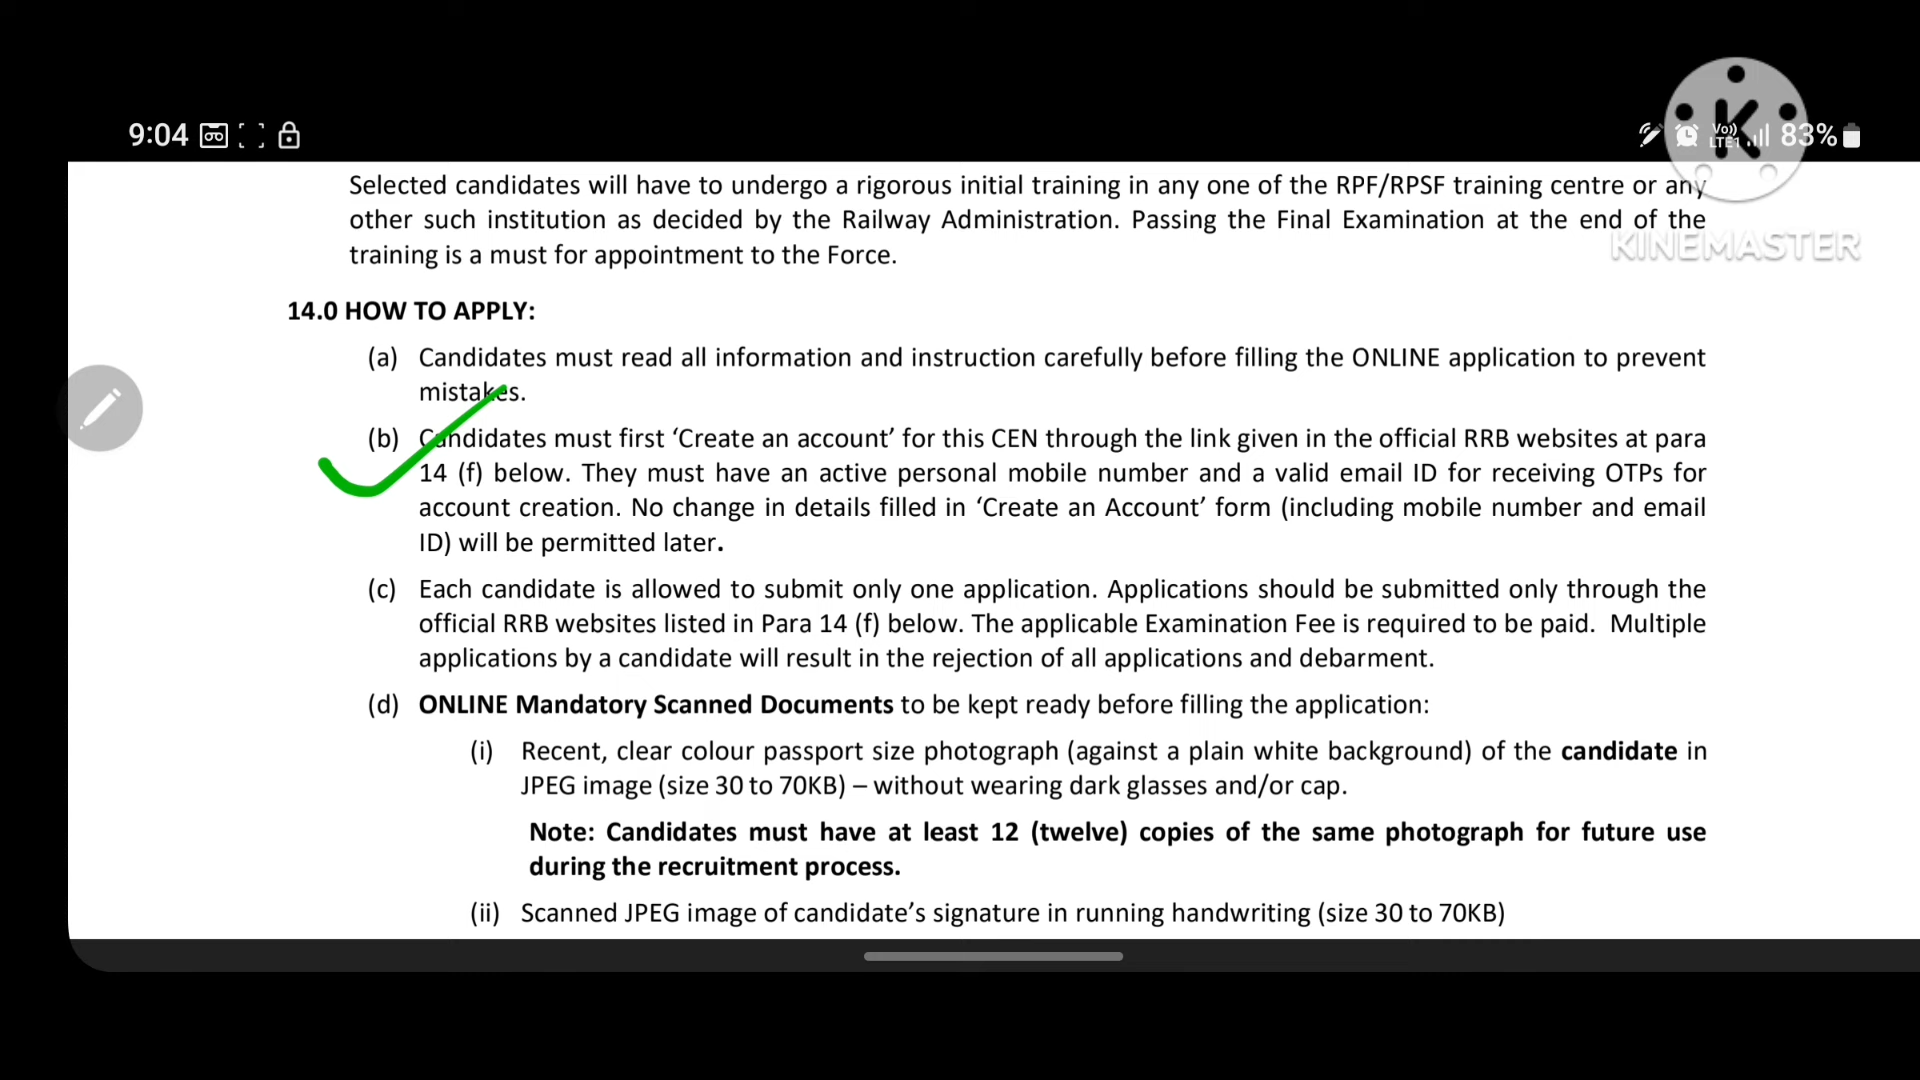 9:04
Vo)) LTE1 83%
K
KINEMASTER
Selected candidates will have to undergo a rigorous initial training in any one of the RPF/RPSF training centre or any
other such institution as decided by the Railway Administration. Passing the Final Examination at the end of the
training is a must for appointment to the Force.
14.0 HOW TO APPLY:
(a) Candidates must read all information and instruction carefully before filling the ONLINE application to prevent
mistakes.
(b) Candidates must first ‘Create an account’ for this CEN through the link given in the official RRB websites at para
14 (f) below. They must have an active personal mobile number and a valid email ID for receiving OTPs for
account creation. No change in details filled in ‘Create an Account’ form (including mobile number and email
ID) will be permitted later.
(c) Each candidate is allowed to submit only one application. Applications should be submitted only through the
official RRB websites listed in Para 14 (f) below. The applicable Examination Fee is required to be paid. Multiple
applications by a candidate will result in the rejection of all applications and debarment.
(d) ONLINE Mandatory Scanned Documents to be kept ready before filling the application:
(i) Recent, clear colour passport size photograph (against a plain white background) of the candidate in
JPEG image (size 30 to 70KB) – without wearing dark glasses and/or cap.
Note: Candidates must have at least 12 (twelve) copies of the same photograph for future use
during the recruitment process.
(ii) Scanned JPEG image of candidate’s signature in running handwriting (size 30 to 70KB)